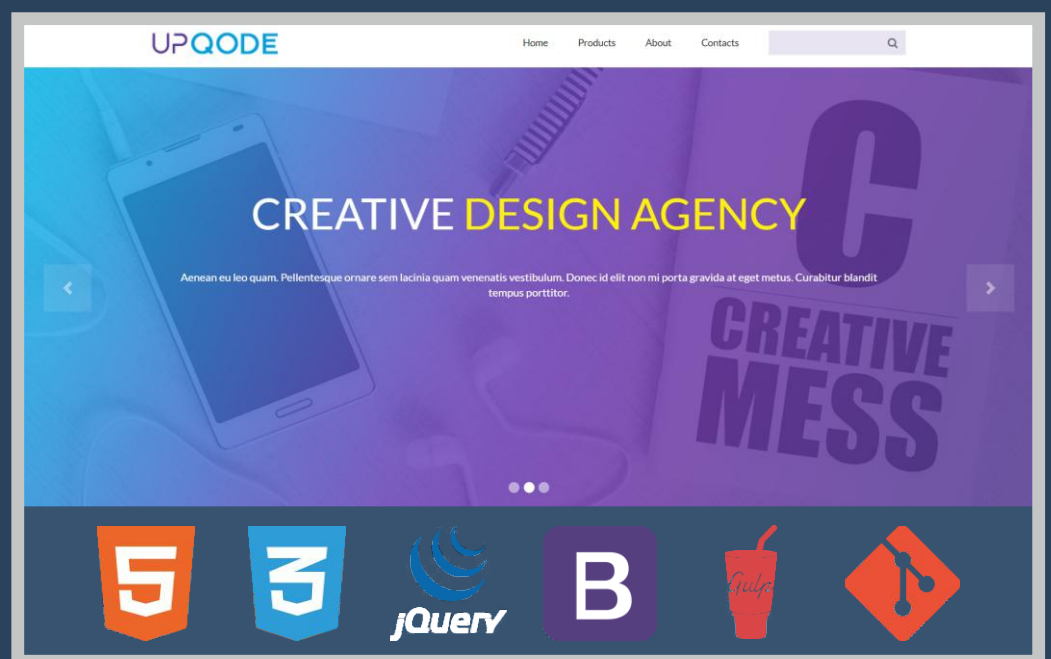 UPQODE
Home Products About Contacts
CREATIVE DESIGN AGENCY
Aenean eu leo quam. Pellentesque ornare sem lacinia quam venenatis vestibulum. Donec id elit non mi porta gravida at eget metus. Curabitur blandit
tempus porttitor.
C
CREATIVE
MESS
5
3
jQuery
B
Gulp